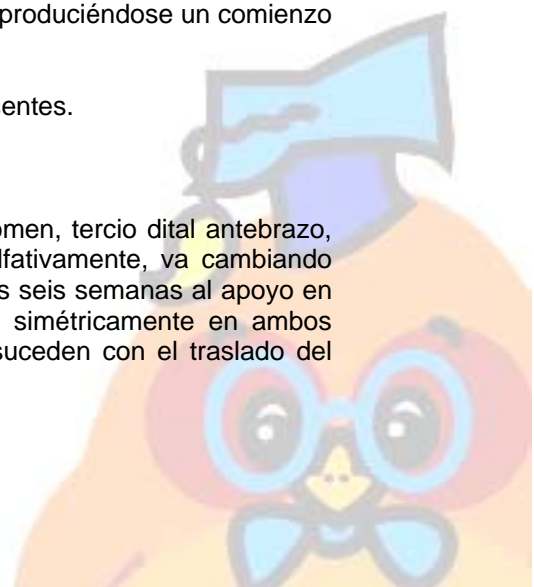 produciéndose un comienzo
sentes.
omen, tercio dital antebrazo,
lfativamente, va cambiando
s seis semanas al apoyo en
simétricamente en ambos
suceden con el traslado del